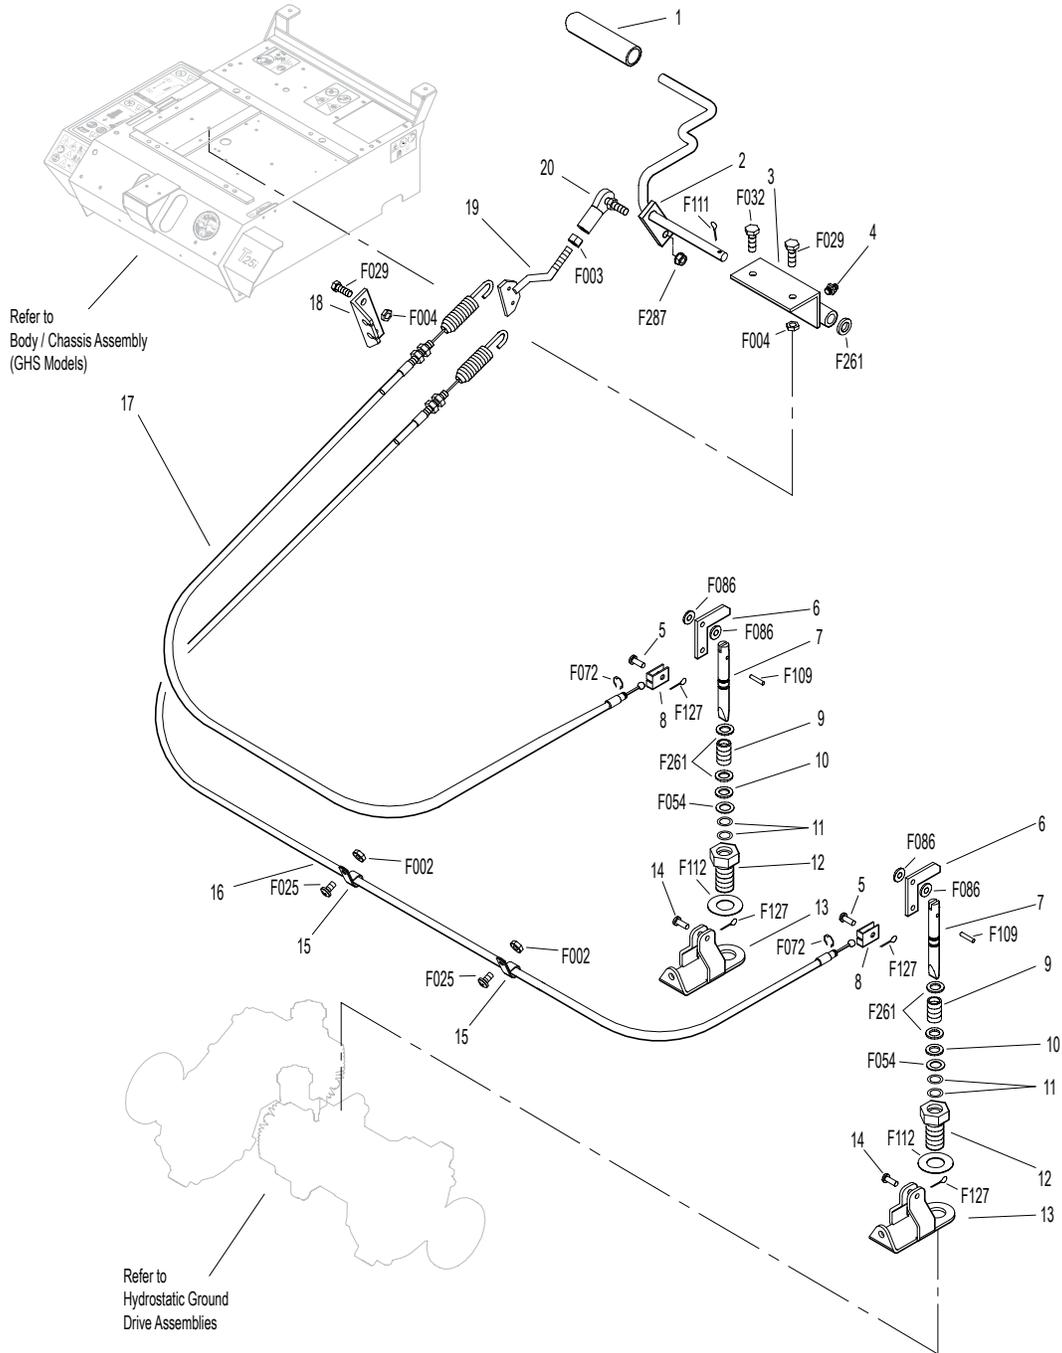 1
20
2
3
F111
F032
19
F029
4
F003
F029
18
F004
F287
F004
F261
Refer to
Body / Chassis Assembly
(GHS Models)
17
F086
6
5
F086
7
F072
F109
8
F127
9
F261
10
F054
11
6
F086
F002
12
16
F025
14
F112
5
F086
F127
13
7
15
F072
F109
F002
F127
9
F025
8
F261
15
10
F054
11
F112
14
12
F127
13
Refer to
Hydrostatic Ground
Drive Assemblies